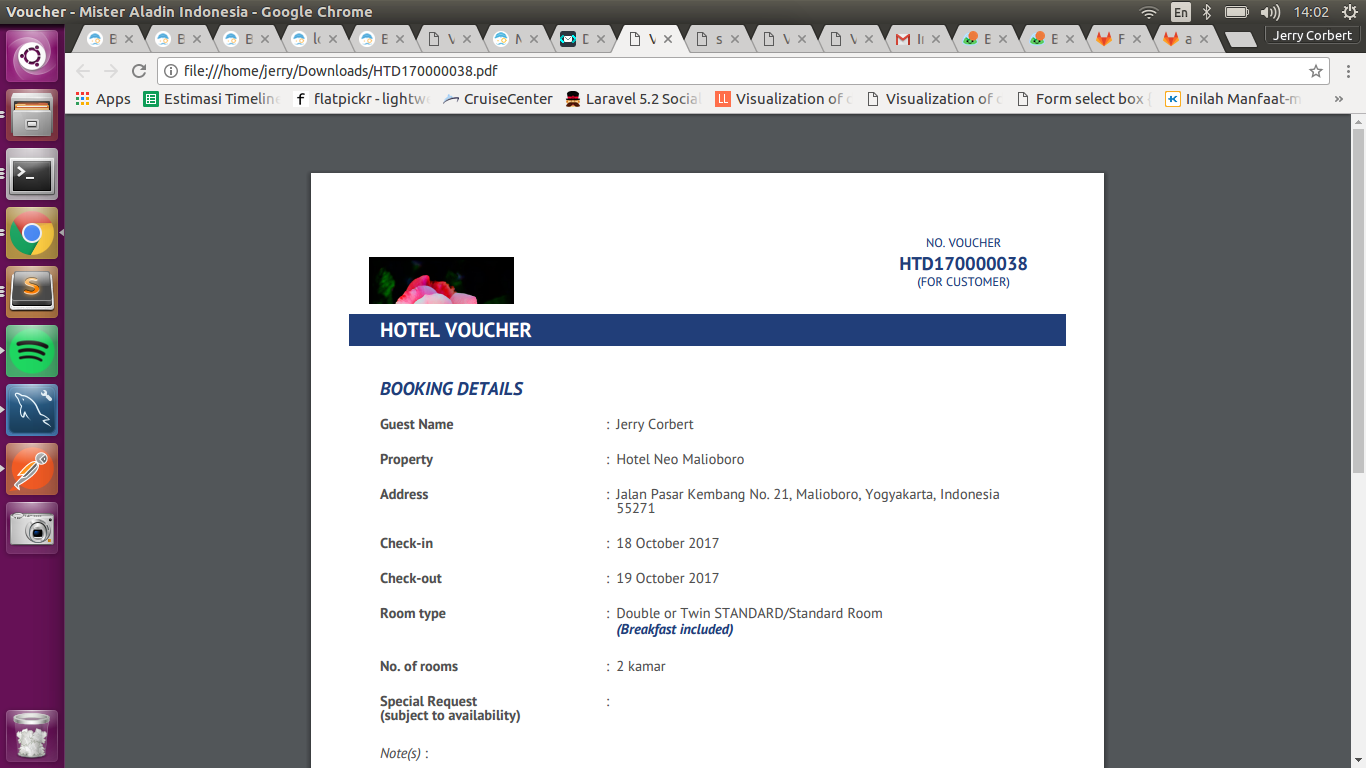 Voucher - Mister Aladin Indonesia - Google Chrome
En
14:02
Jerry Corbert
file:///home/jerry/Downloads/HTD170000038.pdf
Apps
Estimasi Timeline
flatpickr - lightw
CruiseCenter
Laravel 5.2 Social
Visualization of
Visualization of
Form select box
Inilah Manfaat-m
NO. VOUCHER
HTD170000038
(FOR CUSTOMER)
HOTEL VOUCHER
BOOKING DETAILS
Guest Name : Jerry Corbert
Property : Hotel Neo Malioboro
Address : Jalan Pasar Kembang No. 21, Malioboro, Yogyakarta, Indonesia
55271
Check-in : 18 October 2017
Check-out : 19 October 2017
Room type : Double or Twin STANDARD/Standard Room
(Breakfast included)
No. of rooms : 2 kamar
Special Request :
(subject to availability)
Note(s) :